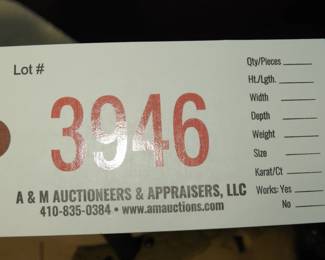 Lot #
3946
A & M AUCTIONEERS & APPRAISERS, LLC
410-835-0384 • www.amauctions.com
Qty/Pieces
Ht./Lgth.
Width
Depth
Weight
Size
Karat/Ct
Works: Yes
No